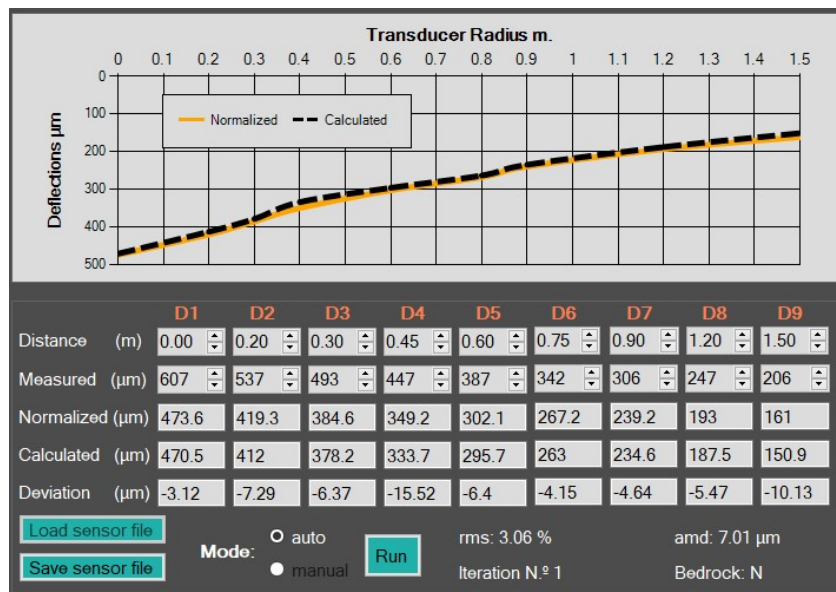 Transducer Radius m.
0 0.1 0.2 0.3 0.4 0.5 0.6 0.7 0.8 0.9 1 1.1 1.2 1.3 1.4 1.5
Deflections µm
0
100
200
300
400
500
Normalized Calculated
D1 D2 D3 D4 D5 D6 D7 D8 D9
Distance (m) 0.00 0.20 0.30 0.45 0.60 0.75 0.90 1.20 1.50
Measured (µm) 607 537 493 447 387 342 306 247 206
Normalized (µm) 473.6 419.3 384.6 349.2 302.1 267.2 239.2 193 161
Calculated (µm) 470.5 412 378.2 333.7 295.7 263 234.6 187.5 150.9
Deviation (µm) -3.12 -7.29 -6.37 -15.52 -6.4 -4.15 -4.64 -5.47 -10.13
Load sensor file
Save sensor file
Mode: auto
manual
Run
rms: 3.06 % amd: 7.01 µm
Iteration N.º 1 Bedrock: N